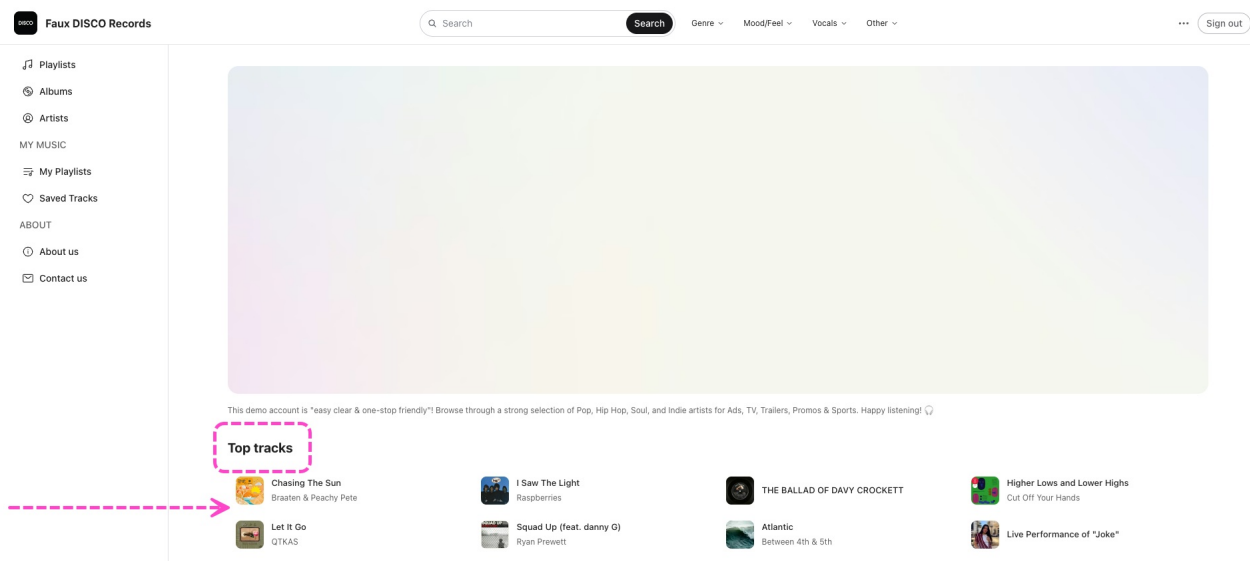 DISCO
Faux DISCO Records
Search
Search
Genre
Mood/Feel
Vocals
Other
Sign out
Playlists
Albums
Artists
MY MUSIC
My Playlists
Saved Tracks
ABOUT
About us
Contact us
This demo account is "easy clear & one-stop friendly"! Browse through a strong selection of Pop, Hip Hop, Soul, and Indie artists for Ads, TV, Trailers, Promos & Sports. Happy listening! 🎧
Top tracks
Chasing The Sun
Braaten & Peachy Pete
I Saw The Light
Raspberries
THE BALLAD OF DAVY CROCKETT
Higher Lows and Lower Highs
Cut Off Your Hands
Let It Go
QTKAS
SQUAD UP
Squad Up (feat. danny G)
Ryan Prewett
Atlantic
Between 4th & 5th
Live Performance of "Joke"